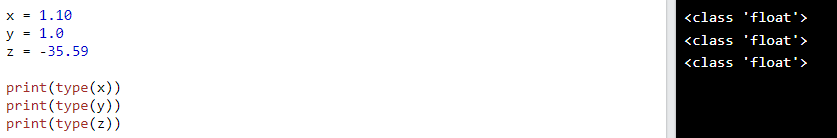 x = 1.10
y = 1.0
z = -35.59
print(type(x))
print(type(y))
print(type(z))
<class 'float'>
<class 'float'>
<class 'float'>